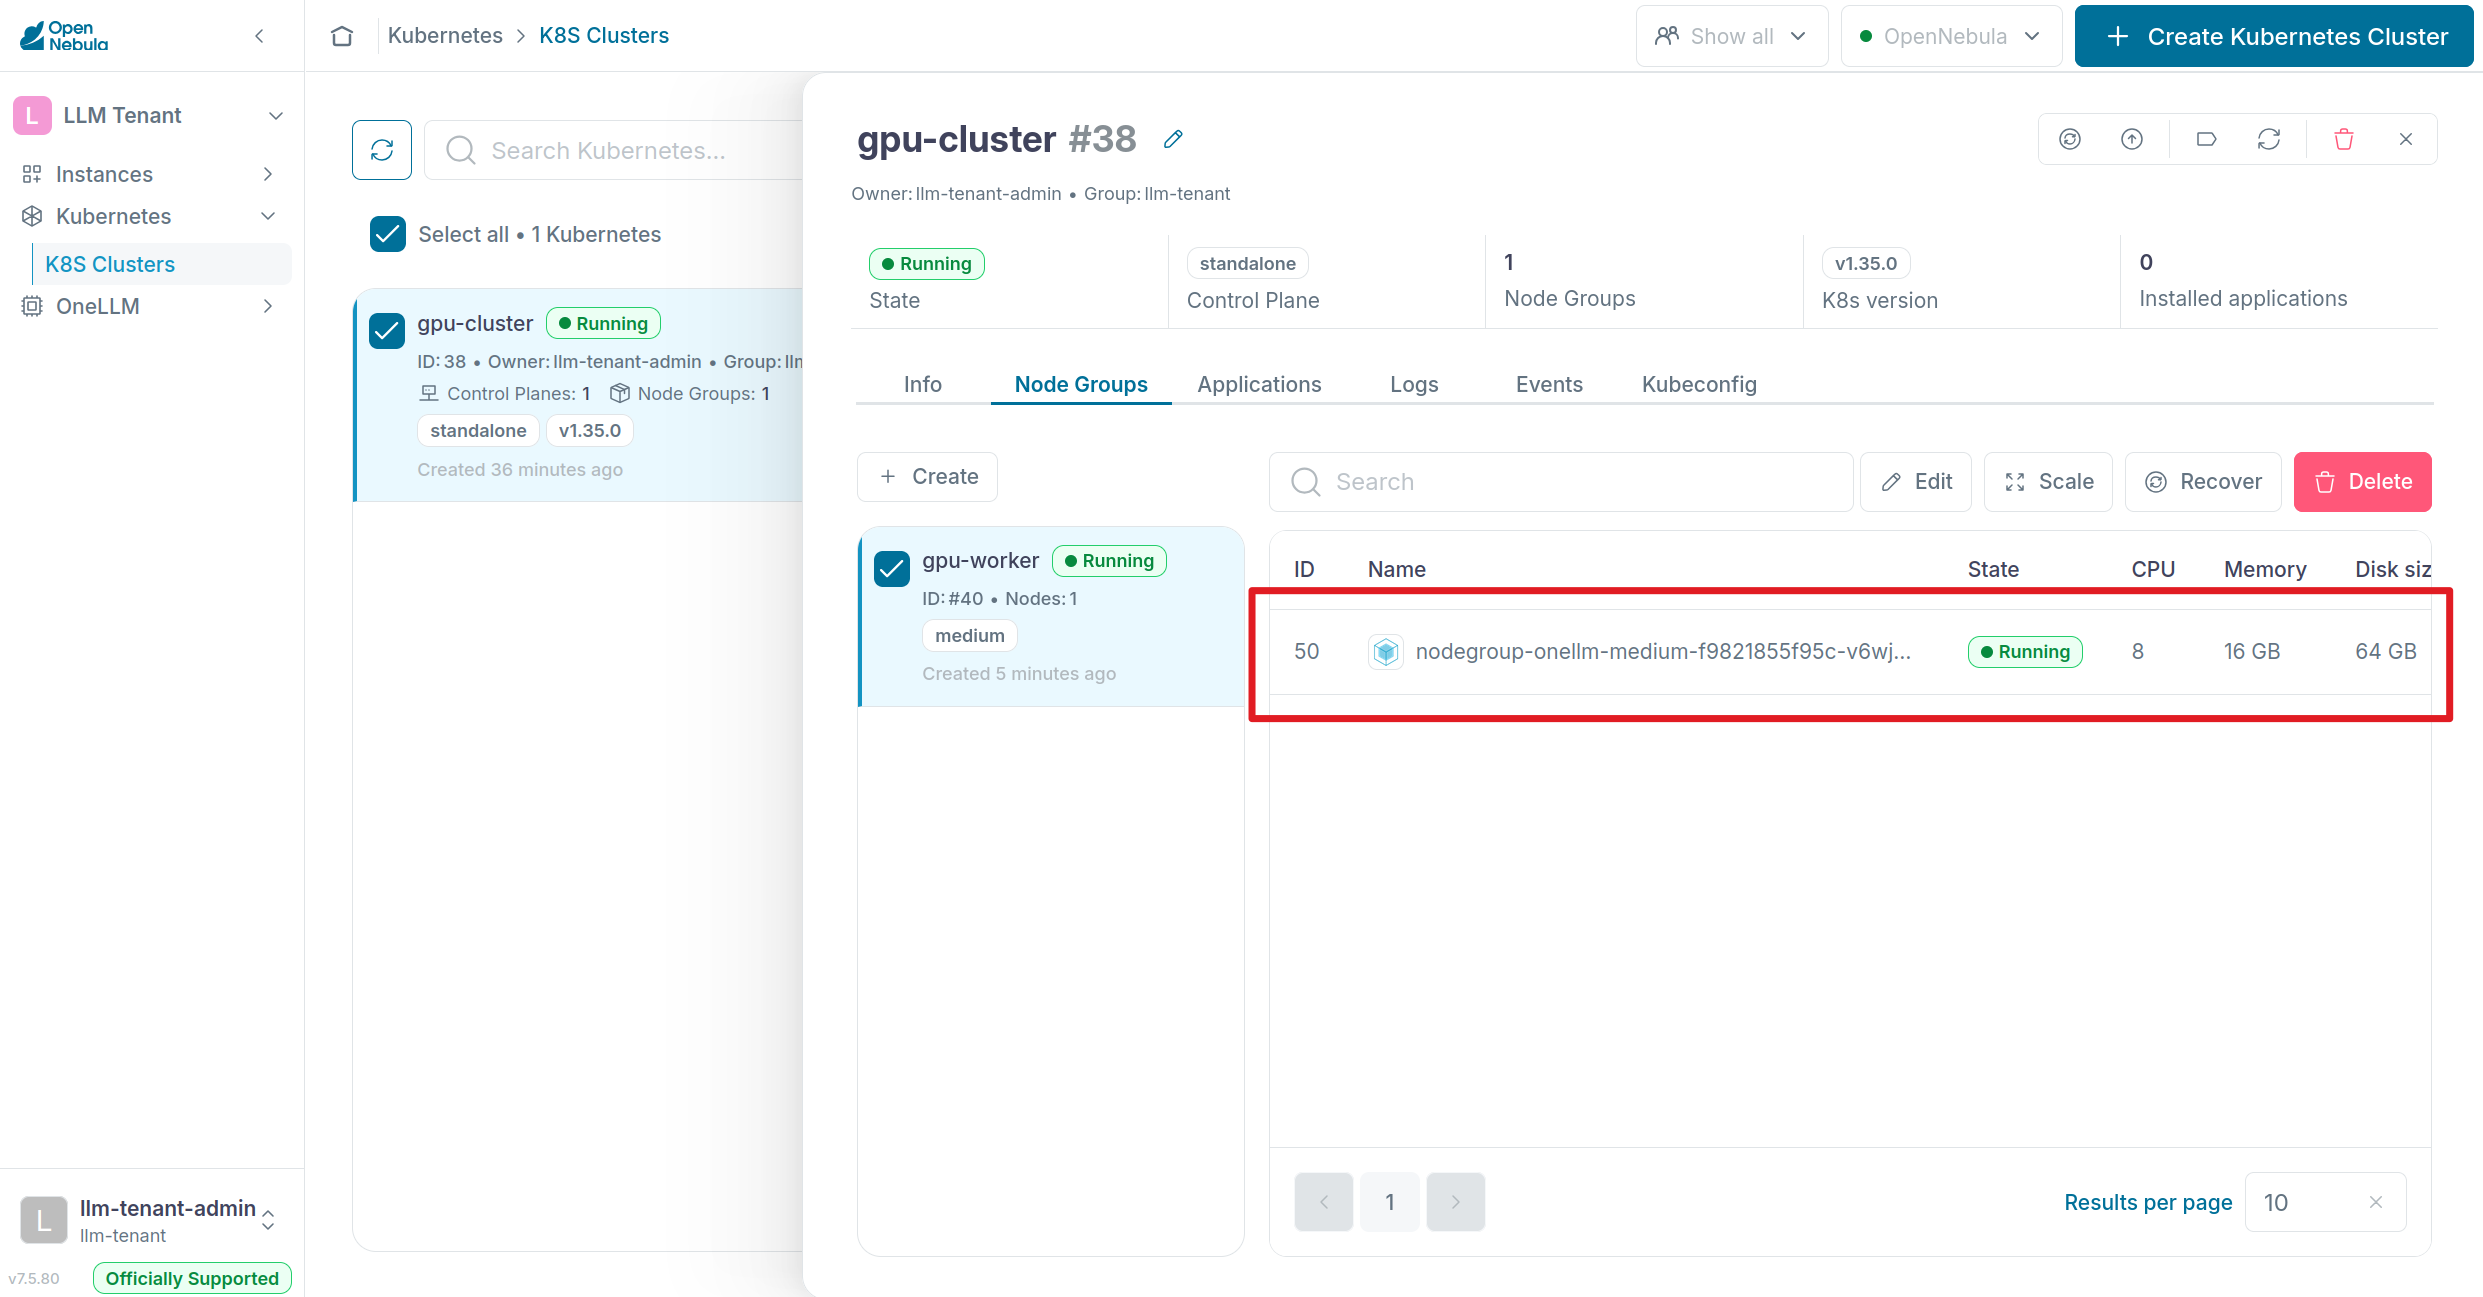 Open
Nebula
Kubernetes
K8S Clusters
Show all
OpenNebula
Create Kubernetes Cluster
L
LLM Tenant
Instances
Kubernetes
K8S Clusters
OneLLM
Search Kubernetes...
Select all • 1 Kubernetes
gpu-cluster
Running
ID: 38 • Owner: llm-tenant-admin • Group: llm
Control Planes: 1
Node Groups: 1
standalone
v1.35.0
Created 36 minutes ago
gpu-cluster #38
Owner: llm-tenant-admin • Group: llm-tenant
Running
State
standalone
Control Plane
1
Node Groups
v1.35.0
K8s version
0
Installed applications
Info
Node Groups
Applications
Logs
Events
Kubeconfig
Create
Search
Edit
Scale
Recover
Delete
gpu-worker
Running
ID: #40 • Nodes: 1
medium
Created 5 minutes ago
ID
Name
State
CPU
Memory
Disk siz
50
nodegroup-onellm-medium-f9821855f95c-v6wj...
Running
8
16 GB
64 GB
1
Results per page
10
L
llm-tenant-admin
llm-tenant
v7.5.80
Officially Supported